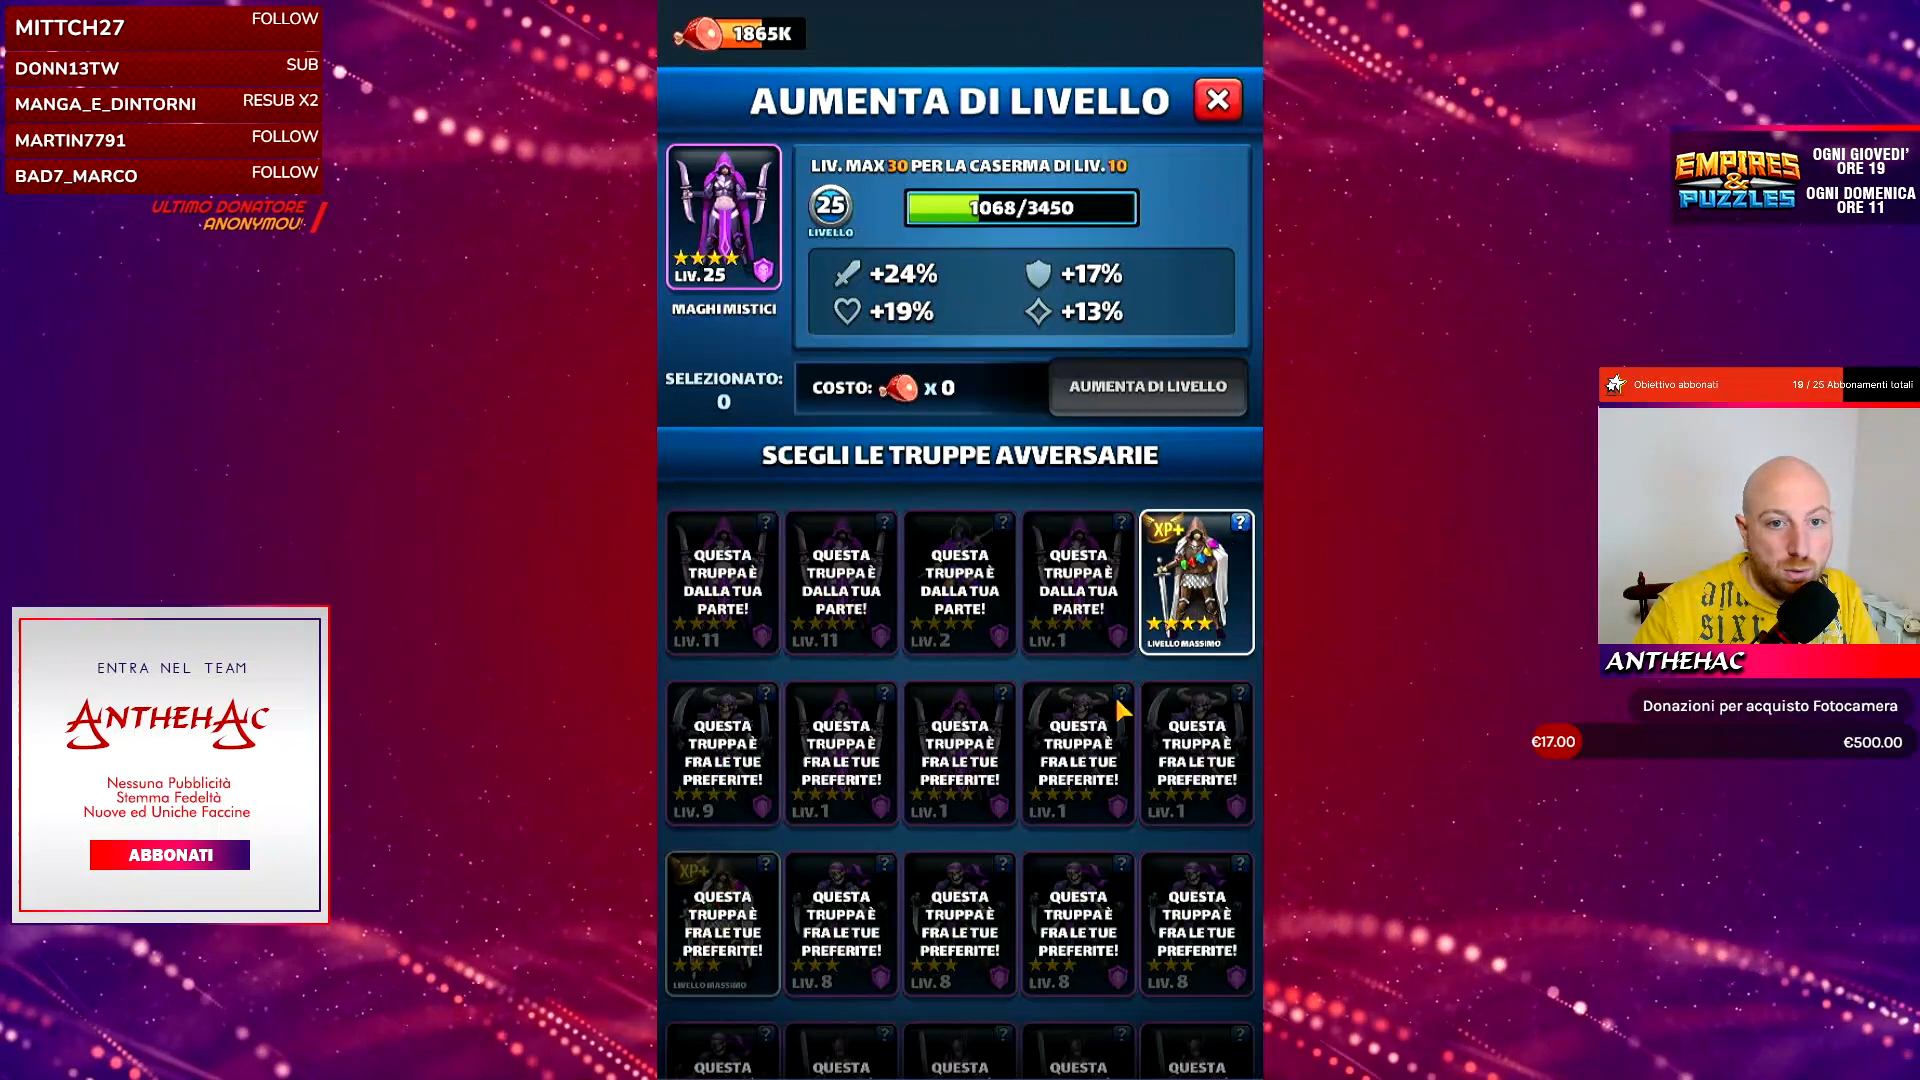 MITTCH27 FOLLOW
DONN13TW SUB
MANGA_E_DINTORNI RESUB X2
MARTIN7791 FOLLOW
BAD7_MARCO FOLLOW
ULTIMO DONATORE
ANONYMOU
ENTRA NEL TEAM
ANTHEHAC
Nessuna Pubblicità
Stemma Fedeltà
Nuove ed Uniche Faccine
ABBONATI
1865K
AUMENTA DI LIVELLO
LIV. MAX 30 PER LA CASERMA DI LIV. 10
25
LIVELLO
1068/3450
LIV. 25
MAGHI MISTICI
+24% +17%
+19% +13%
SELEZIONATO:
0
COSTO: x 0
AUMENTA DI LIVELLO
SCEGLI LE TRUPPE AVVERSARIE
? ? ? ? XP+ ?
QUESTA QUESTA QUESTA QUESTA
TRUPPA È TRUPPA È TRUPPA È TRUPPA È
DALLA TUA DALLA TUA DALLA TUA DALLA TUA
PARTE! PARTE! PARTE! PARTE!
LIV. 11 LIV. 11 LIV. 2 LIV. 1 LIVELLO MASSIMO
? ? ? ? ?
QUESTA QUESTA QUESTA QUESTA QUESTA
TRUPPA È TRUPPA È TRUPPA È TRUPPA È TRUPPA È
FRA LE TUE FRA LE TUE FRA LE TUE FRA LE TUE FRA LE TUE
PREFERITE! PREFERITE! PREFERITE! PREFERITE! PREFERITE!
LIV. 9 LIV. 1 LIV. 1 LIV. 1 LIV. 1
XP+ ? ? ? ? ?
QUESTA QUESTA QUESTA QUESTA QUESTA
TRUPPA È TRUPPA È TRUPPA È TRUPPA È TRUPPA È
FRA LE TUE FRA LE TUE FRA LE TUE FRA LE TUE FRA LE TUE
PREFERITE! PREFERITE! PREFERITE! PREFERITE! PREFERITE!
LIVELLO MASSIMO LIV. 8 LIV. 8 LIV. 8 LIV. 8
? ? ? ? ?
QUESTA QUESTA QUESTA QUESTA QUESTA
EMPIRES
&
PUZZLES
OGNI GIOVEDI'
ORE 19
OGNI DOMENICA
ORE 11
Obiettivo abbonati 19 / 25 Abbonamenti totali
ANTHEHAC
Donazioni per acquisto Fotocamera
€17.00 €500.00